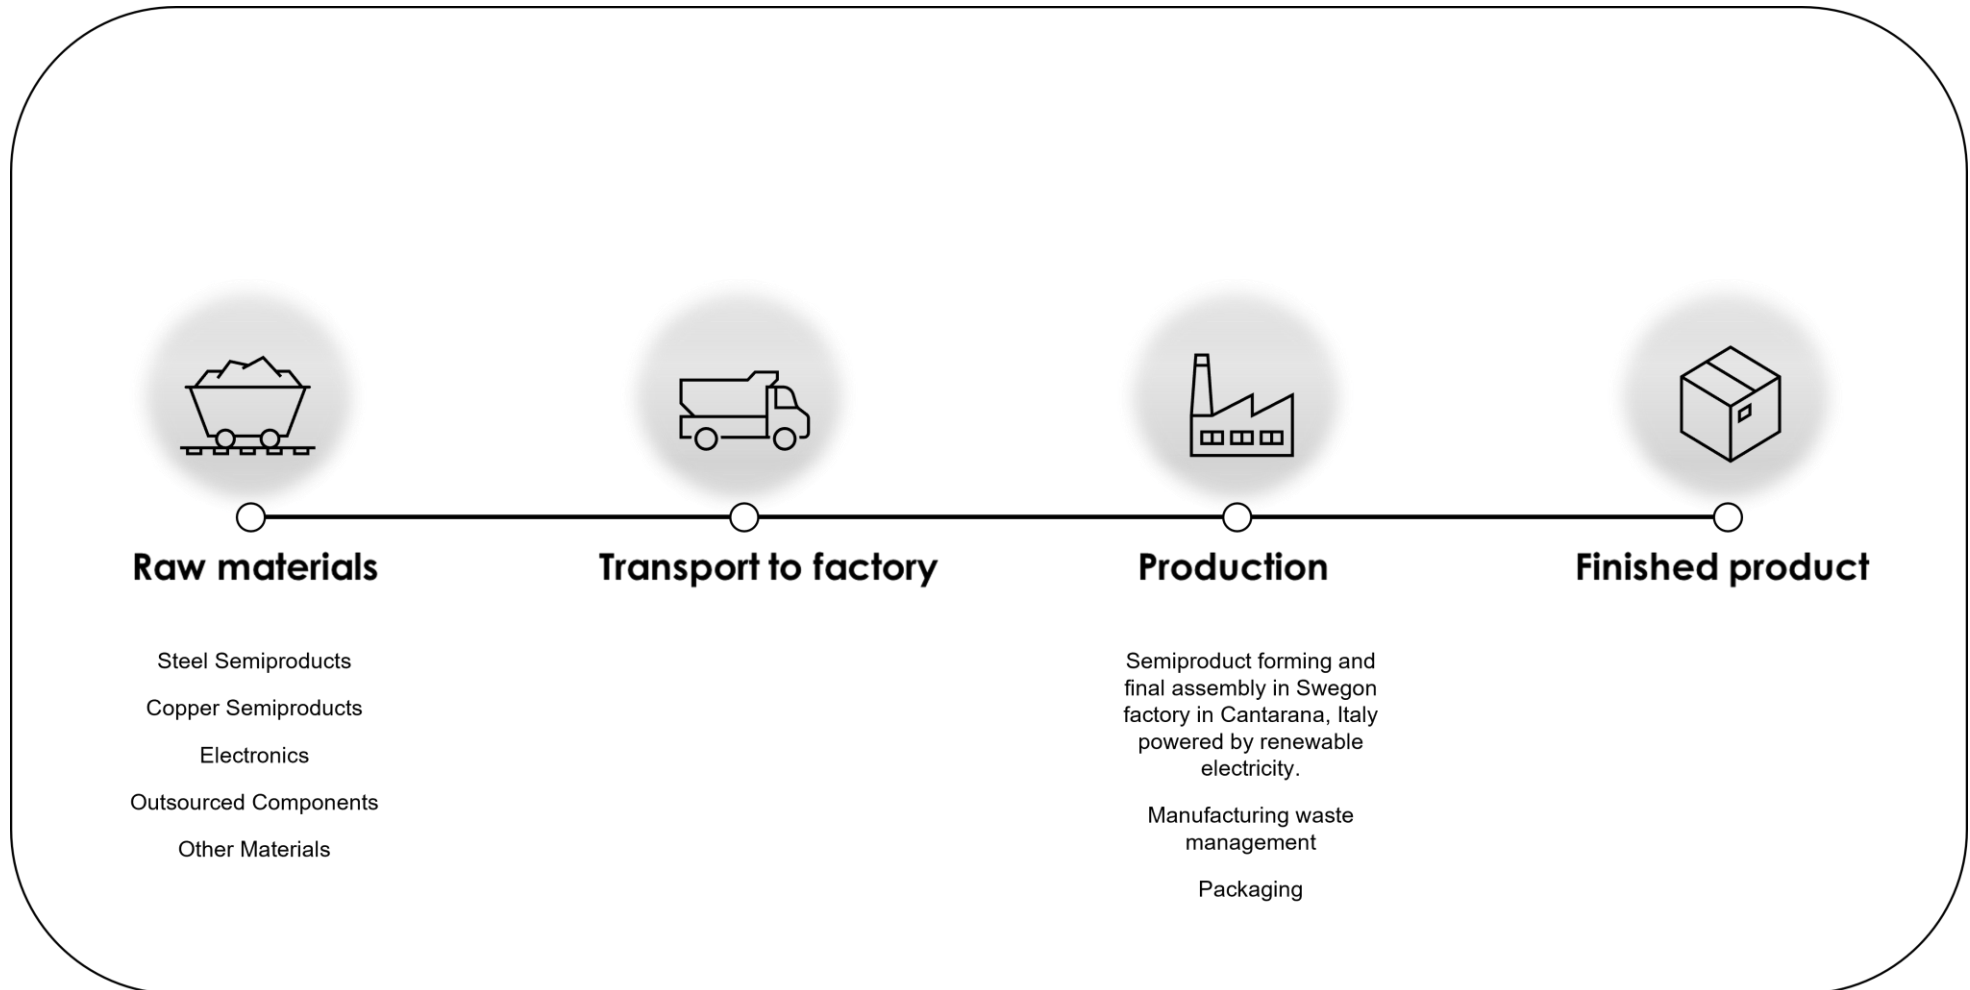 Raw materials
Transport to factory
Production
Finished product
Steel Semiproducts
Copper Semiproducts
Electronics
Outsourced Components
Other Materials
Semiproduct forming and
final assembly in Swegon
factory in Cantarana, Italy
powered by renewable
electricity.
Manufacturing waste
management
Packaging